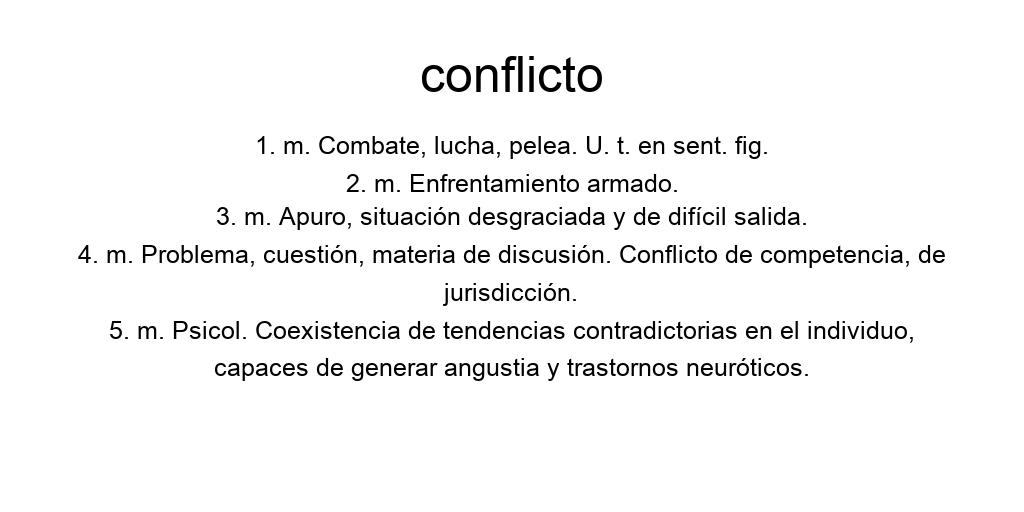 conflicto
1. m. Combate, lucha, pelea. U. t. en sent. fig.
2. m. Enfrentamiento armado.
3. m. Apuro, situación desgraciada y de difícil salida.
4. m. Problema, cuestión, materia de discusión. Conflicto de competencia, de
jurisdicción.
5. m. Psicol. Coexistencia de tendencias contradictorias en el individuo,
capaces de generar angustia y trastornos neuróticos.